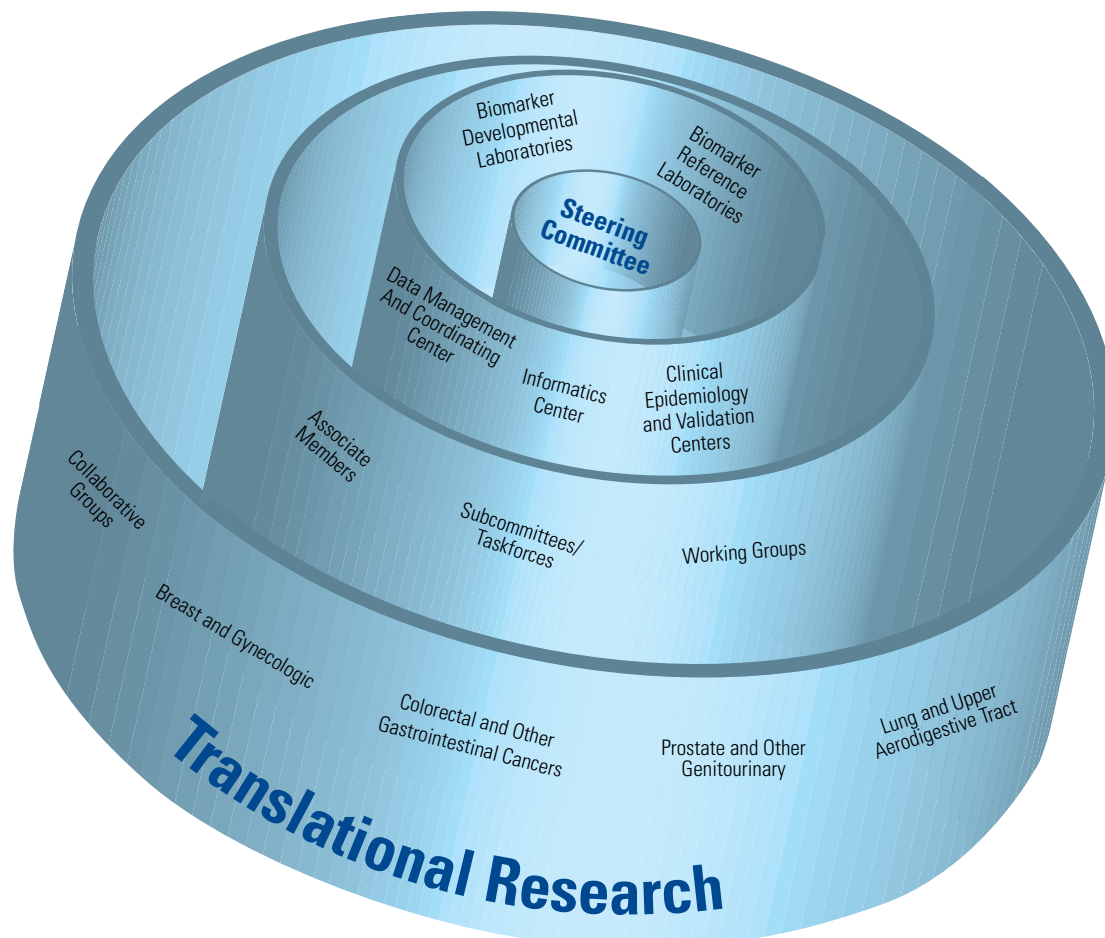 Biomarker
Developmental
Laboratories
Biomarker
Reference
Laboratories
Steering
Committee
Data Management
And Coordinating
Center
Informatics
Center
Clinical
Epidemiology
and Validation
Centers
Associate
Members
Subcommittees/
Taskforces
Working Groups
Collaborative
Groups
Breast and Gynecologic
Colorectal and Other
Gastrointestinal Cancers
Prostate and Other
Genitourinary
Lung and Upper
Aerodigestive Tract
Translational Research